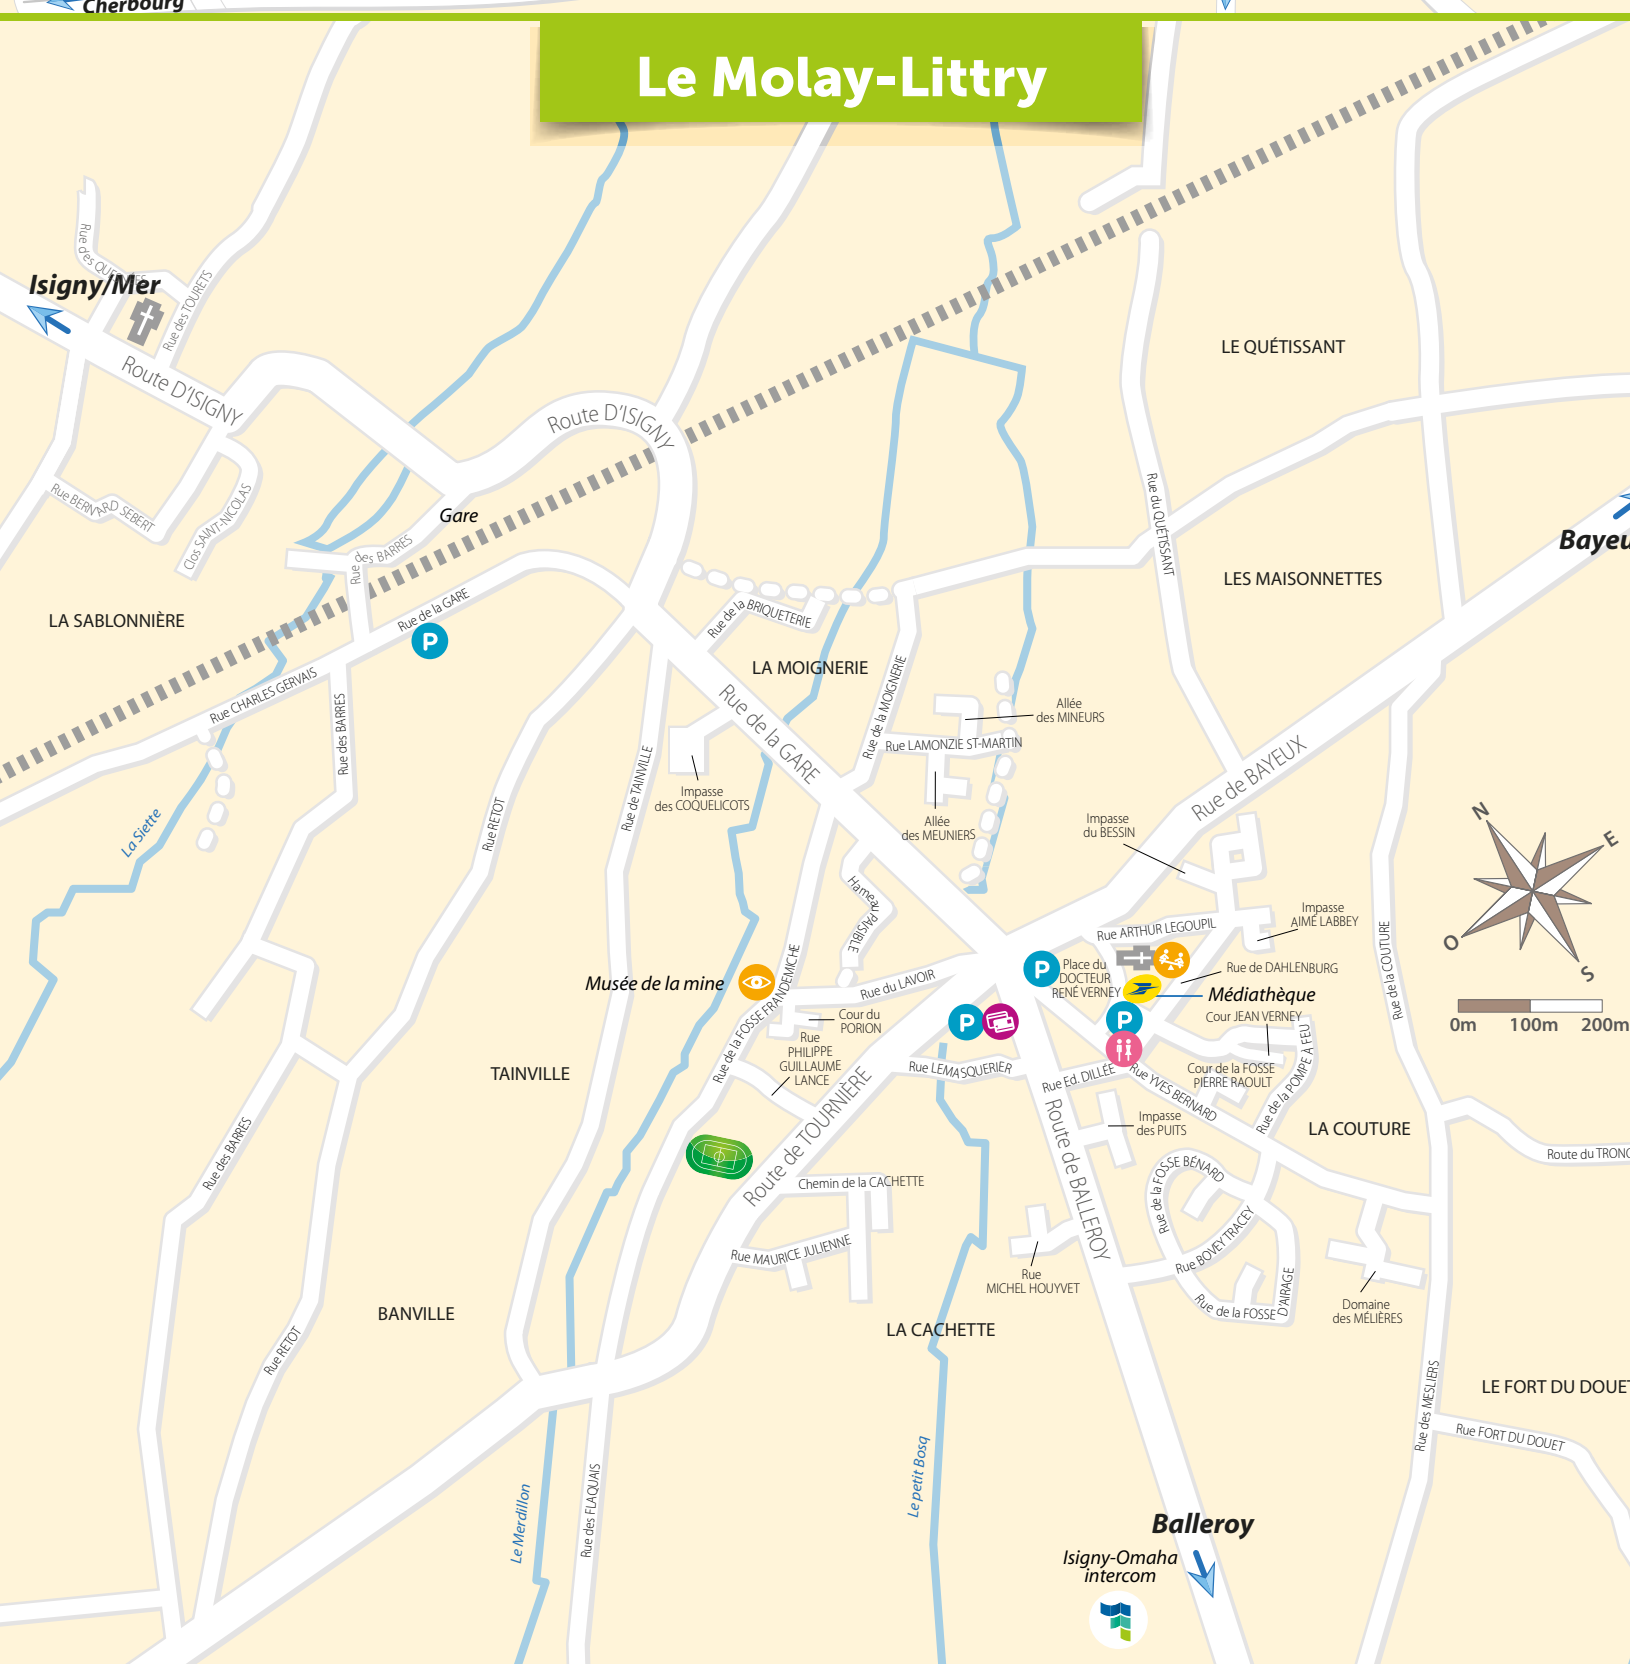 Cherbourg
Le Molay-Littry
Rue des QUESNES
Isigny/Mer
Rue des TOURETS
Route D'ISIGNY
Route D'ISIGNY
LE QUÉTISSANT
Rue BERNARD SEBERT
Clos SAINT-NICOLAS
Gare
Rue des BARRES
Rue du QUÉTISSANT
Bayeu
LES MAISONNETTES
LA SABLONNIÈRE
Rue de la GARE
P
Rue de la BRIQUETERIE
LA MOIGNERIE
Rue CHARLES GERVAIS
Rue des BARRES
Rue de la GARE
Rue de la MOIGNERIE
Allée
des MINEURS
Rue LAMONZIE ST-MARTIN
Rue de TAINVILLE
Impasse
des COQUELICOTS
Rue de BAYEUX
La Siette
Rue RETOT
Allée
des MEUNIERS
Impasse
du BESSIN
N
E
O
S
Hameau PAISIBLE
Impasse
AIMÉ LABBEY
Rue ARTHUR LEGOUPIL
Rue de la COUTURE
Musée de la mine
Rue de la FOSSE FRANDEMICHE
Rue du LAVOIR
P
Place du
DOCTEUR
RENÉ VERNEY
Rue de DAHLENBURG
Médiathèque
Cour JEAN VERNEY
0m
100m
200m
Cour du
PORION
P
P
Rue
PHILIPPE
GUILLAUME
LANCE
Rue LEMASQUERIER
Rue Ed. DILLÉE
Rue YVES BERNARD
Cour de la FOSSE
PIERRE RAOULT
Rue de la POMPE À FEU
TAINVILLE
Impasse
des PUITS
LA COUTURE
Route du TRONQ
Rue des BARRES
Route de TOURNIÈRE
Route de BALLEROY
Chemin de la CACHETTE
Rue de la FOSSE BÉNARD
Rue MAURICE JULIENNE
Rue BOVEY TRACEY
Rue
MICHEL HOUYVET
Rue de la FOSSE D'AIRAGE
Domaine
des MÉLIÈRES
BANVILLE
LA CACHETTE
Rue RETOT
Rue des MESLIERS
LE FORT DU DOUET
Rue FORT DU DOUET
Le Merdillon
Rue des FLAQUAIS
Le petit Bosq
Balleroy
Isigny-Omaha
intercom